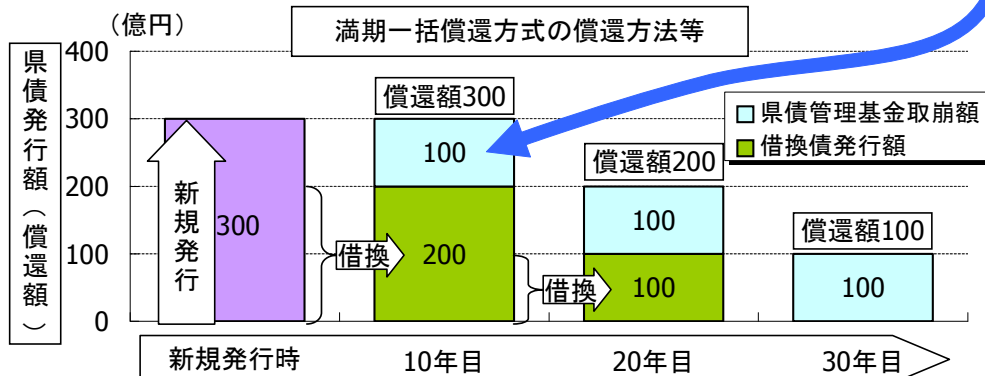 (億円)
満期一括償還方式の償還方法等
県債発行額(償還額)
400
300
200
100
0
償還額300
償還額200
償還額100
県債管理基金取崩額
借換債発行額
新規発行
300
借換
100
200
借換
100
100
100
新規発行時
10年目
20年目
30年目